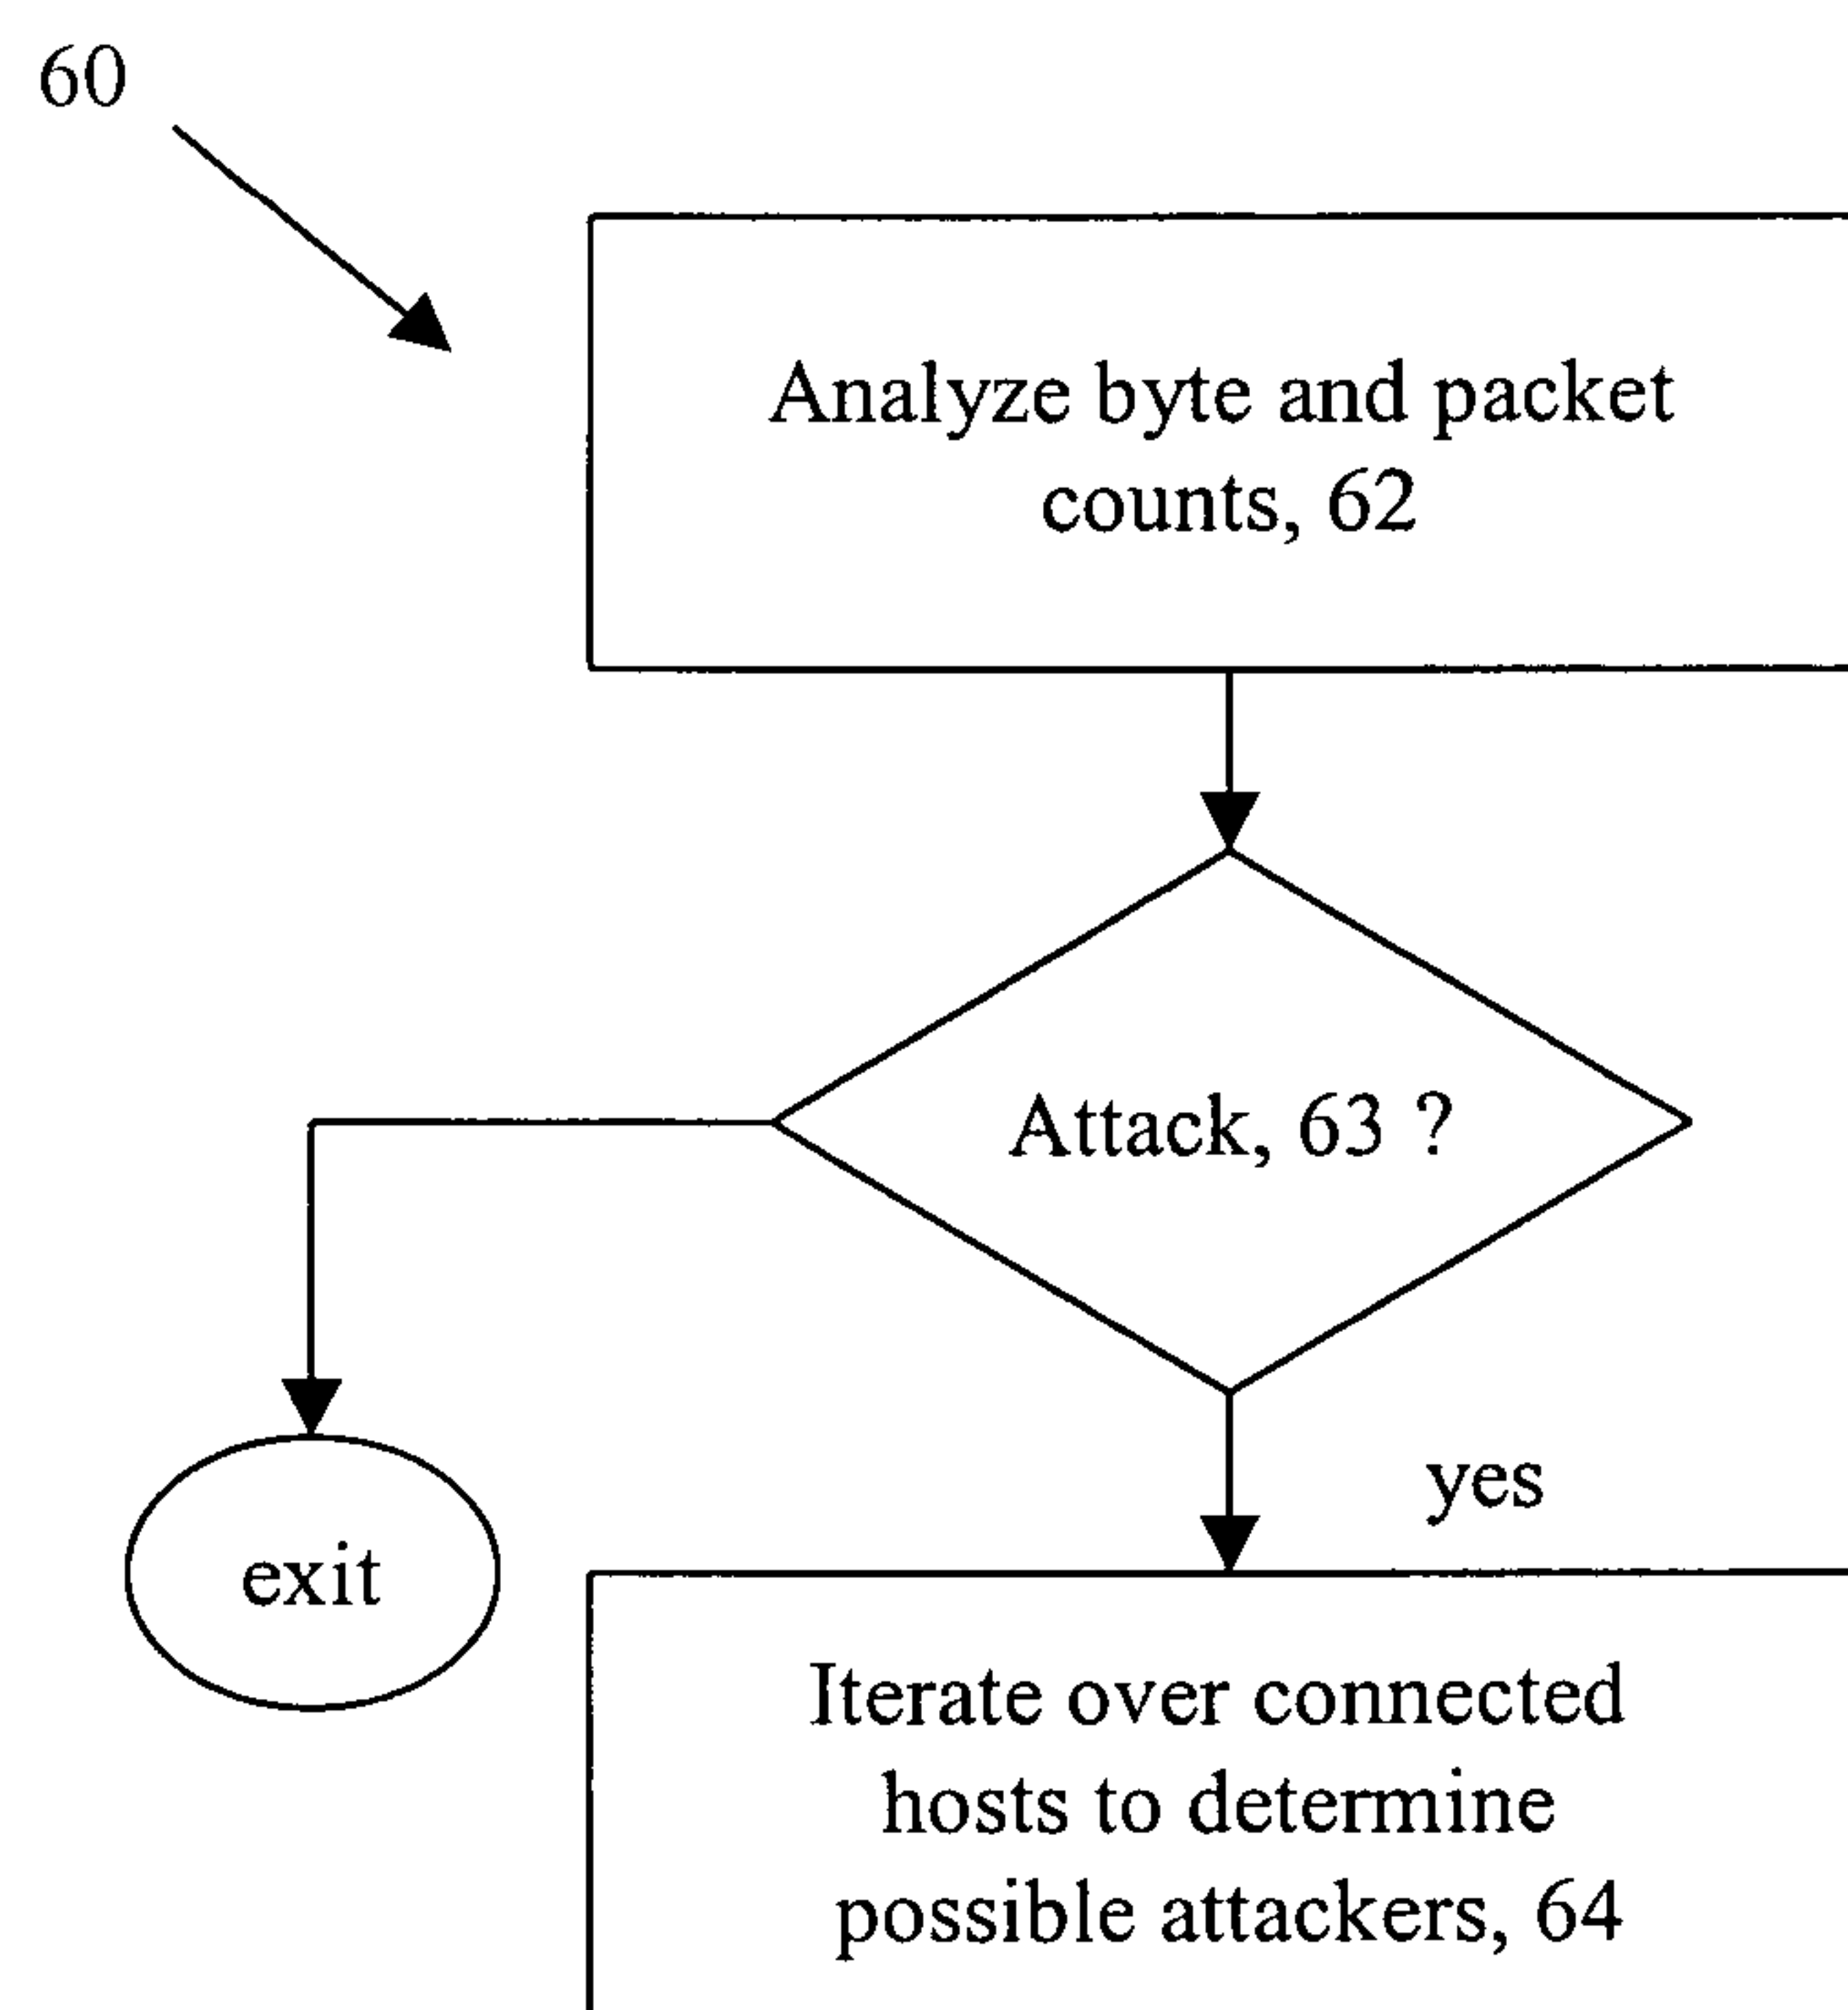 60
Analyze byte and packet
counts, 62
Attack, 63 ?
yes
exit
Iterate over connected
hosts to determine
possible attackers, 64